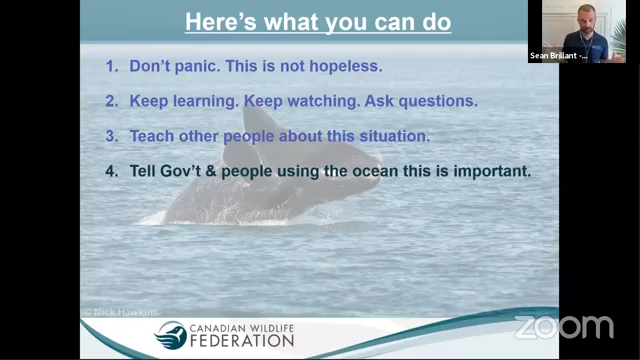 Here's what you can do
1. Don't panic. This is not hopeless.
2. Keep learning. Keep watching. Ask questions.
3. Teach other people about this situation.
4. Tell Gov't & people using the ocean this is important.
Sean Brillant -...
© Nick Hawkins
CANADIAN WILDLIFE
FEDERATION
zoom